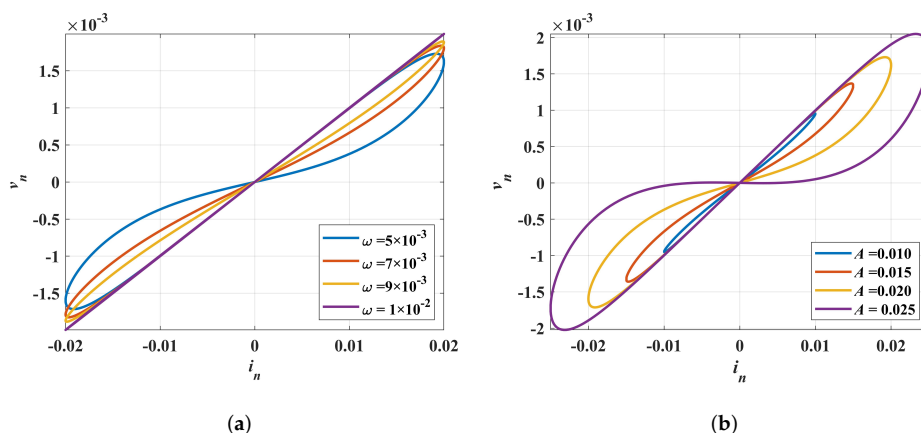 ×10⁻³
1.5
1
0.5
0
-0.5
-1
-1.5
v_n
-0.02 -0.01 0 0.01 0.02
i_n
ω =5×10⁻³
ω =7×10⁻³
ω =9×10⁻³
ω = 1×10⁻²
(a)
×10⁻³
2
1.5
1
0.5
0
-0.5
-1
-1.5
-2
v_n
-0.02 -0.01 0 0.01 0.02
i_n
A =0.010
A =0.015
A =0.020
A = 0.025
(b)